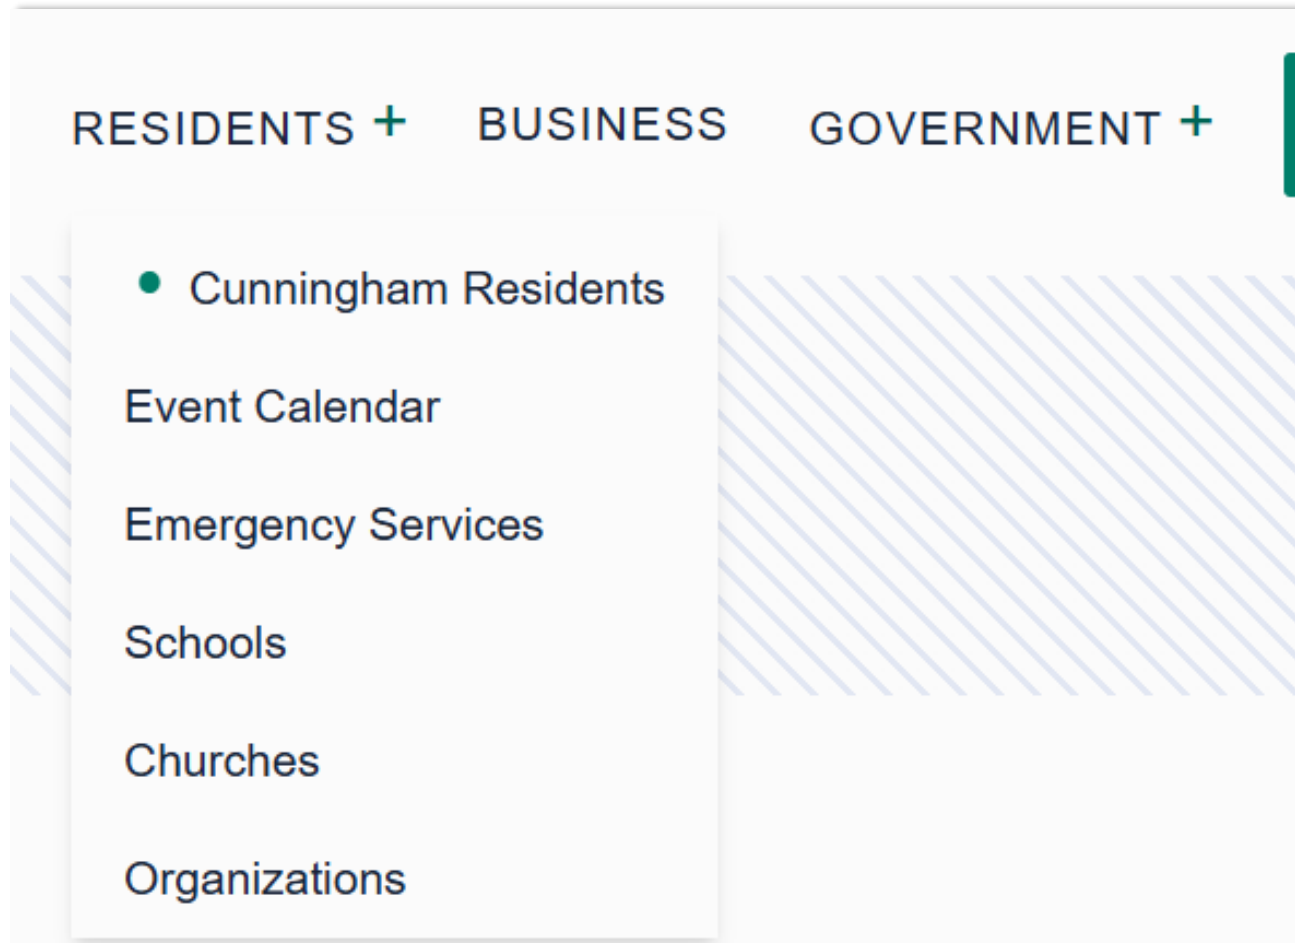 RESIDENTS + BUSINESS GOVERNMENT +
• Cunningham Residents
Event Calendar
Emergency Services
Schools
Churches
Organizations